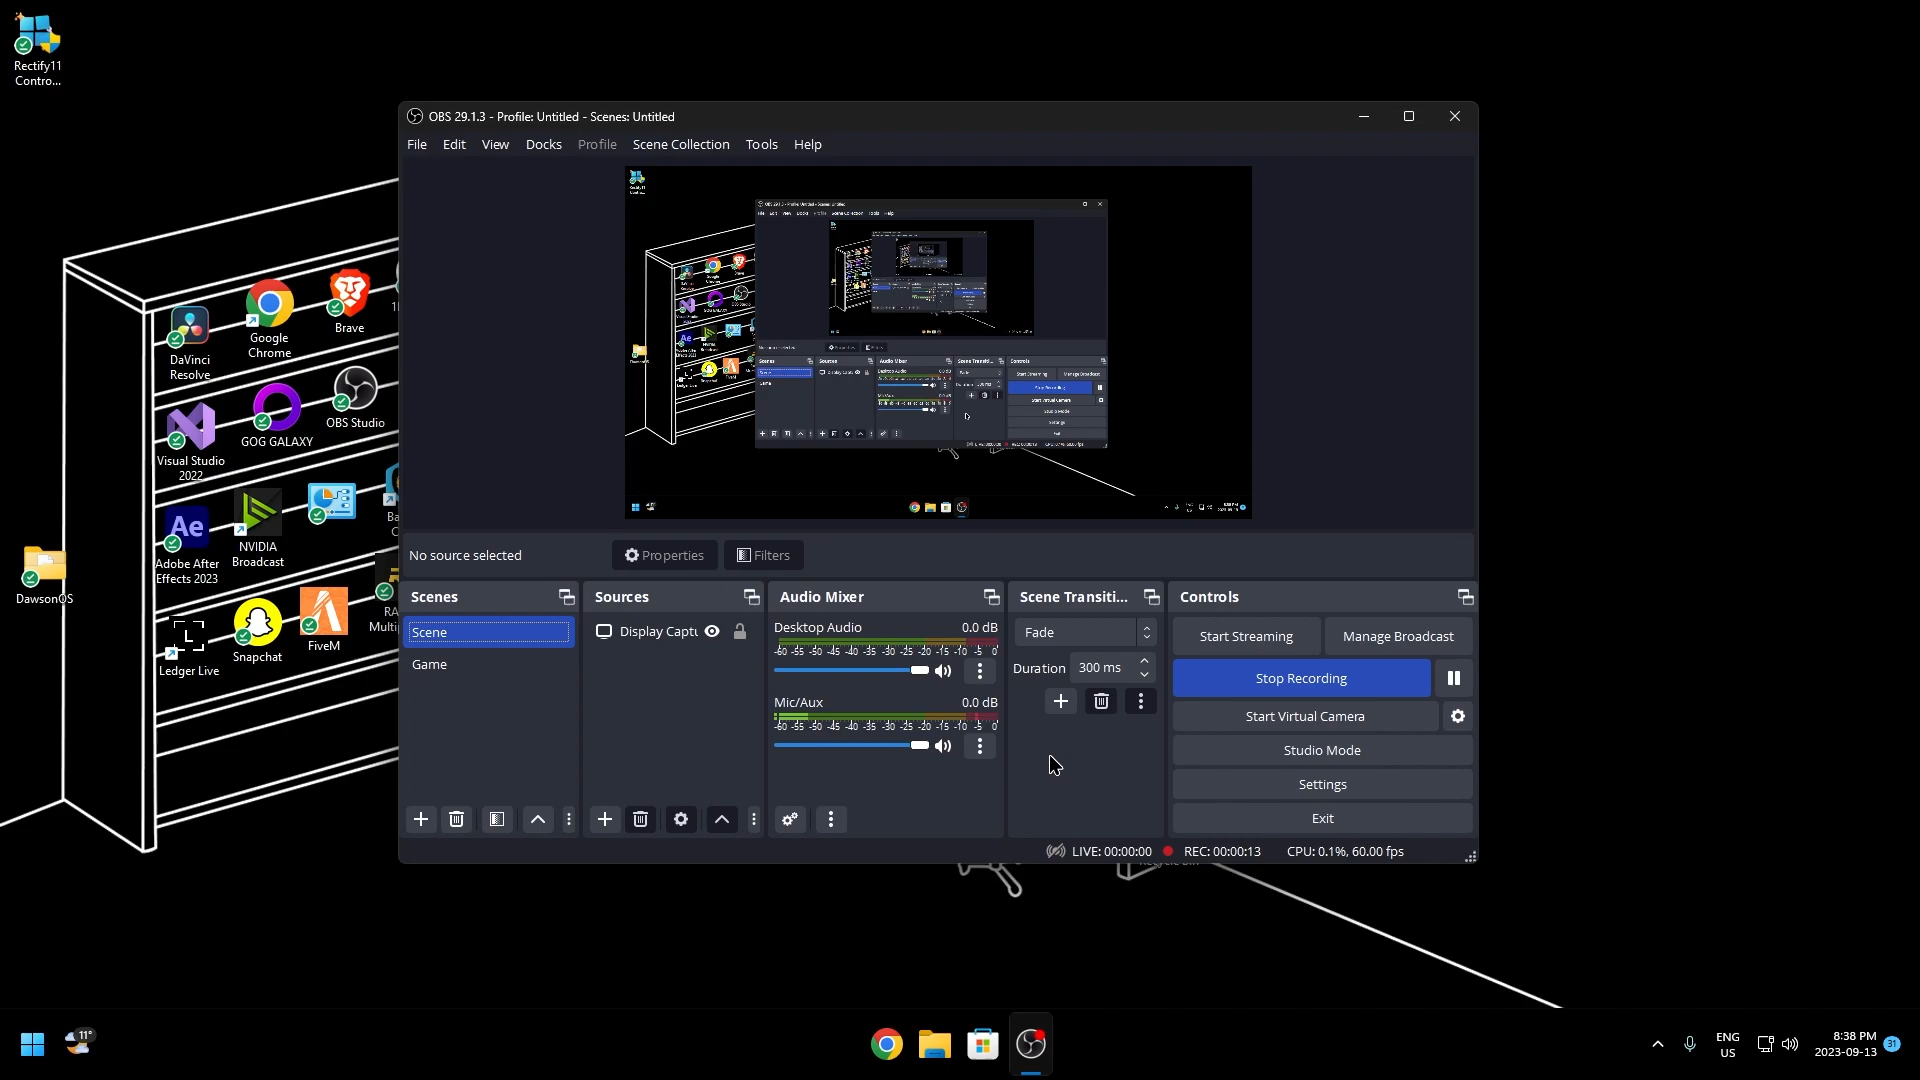 Rectify11
Contro...
OBS 29.1.3 - Profile: Untitled - Scenes: Untitled
File Edit View Docks Profile Scene Collection Tools Help
DaVinci
Resolve
Google
Chrome
Brave
Visual Studio
2022
GOG GALAXY
OBS Studio
Ae
Adobe After
Effects 2023
NVIDIA
Broadcast
DawsonOS
Ledger Live
Snapchat
FiveM
No source selected
Properties
Filters
Scenes
Scene
Game
Sources
Display Captu
Audio Mixer
Desktop Audio 0.0 dB
-60 -55 -50 -45 -40 -35 -30 -25 -20 -15 -10 -5 0
Mic/Aux 0.0 dB
-60 -55 -50 -45 -40 -35 -30 -25 -20 -15 -10 -5 0
Scene Transiti...
Fade
Duration 300 ms
Controls
Start Streaming
Manage Broadcast
Stop Recording
Start Virtual Camera
Studio Mode
Settings
Exit
LIVE: 00:00:00 REC: 00:00:13 CPU: 0.1%, 60.00 fps
11°
ENG
US
8:38 PM
2023-09-13
31